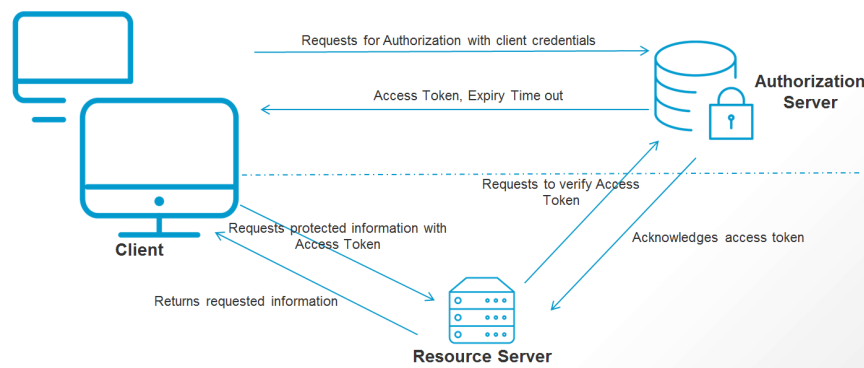 Requests for Authorization with client credentials
Access Token, Expiry Time out
Authorization
Server
Requests to verify Access
Token
Requests protected information with
Access Token
Acknowledges access token
Client
Returns requested information
Resource Server